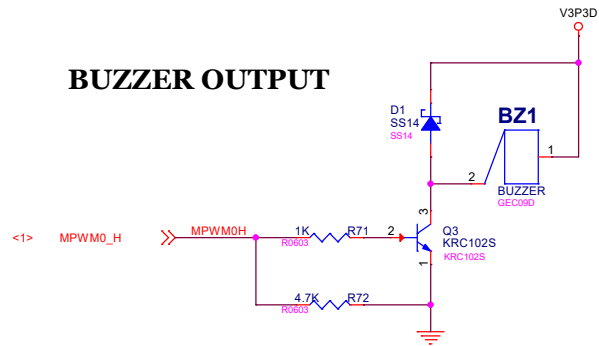 V3P3D
BUZZER OUTPUT
D1
SS14
SS14
BZ1
1
2
BUZZER
GEC09D
3
<1> MPWM0_H MPWM0H 1K R71 2 Q3
R0603
KRC102S
KRC102S
1
4.7K R72
R0603